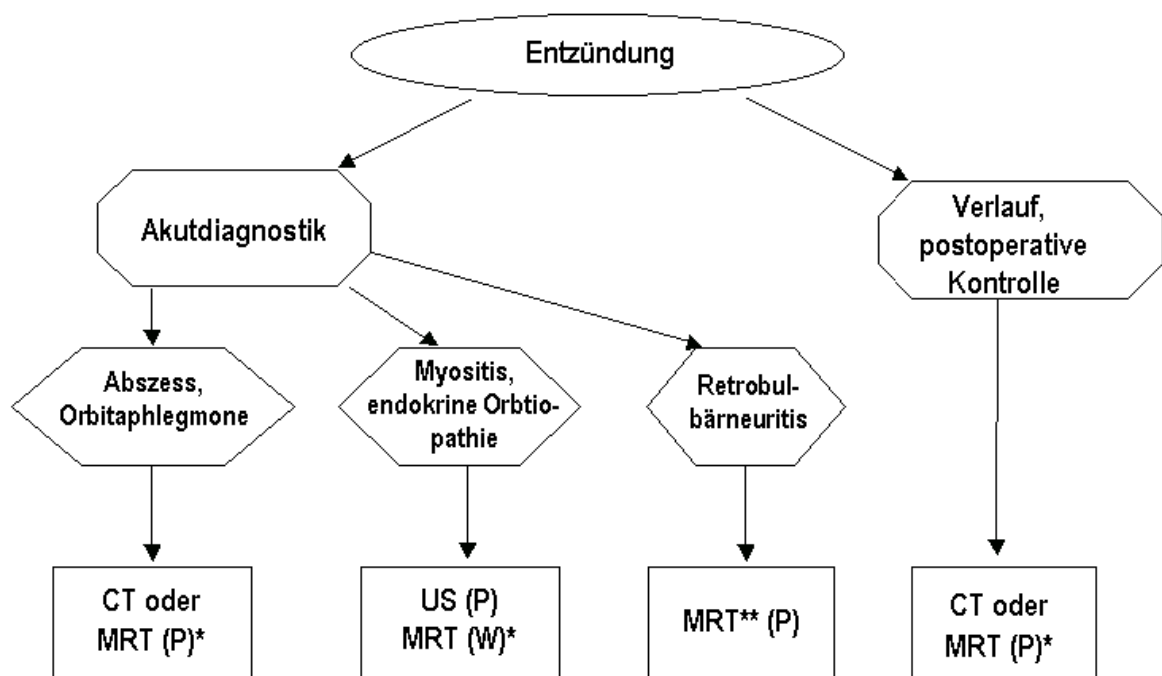 Entzündung
Akutdiagnostik
Verlauf,
postoperative
Kontrolle
Abszess,
Orbitaphlegmone
Myositis,
endokrine Orbtio-
pathie
Retrobul-
bärneuritis
CT oder
MRT (P)*
US (P)
MRT (W)*
MRT** (P)
CT oder
MRT (P)*